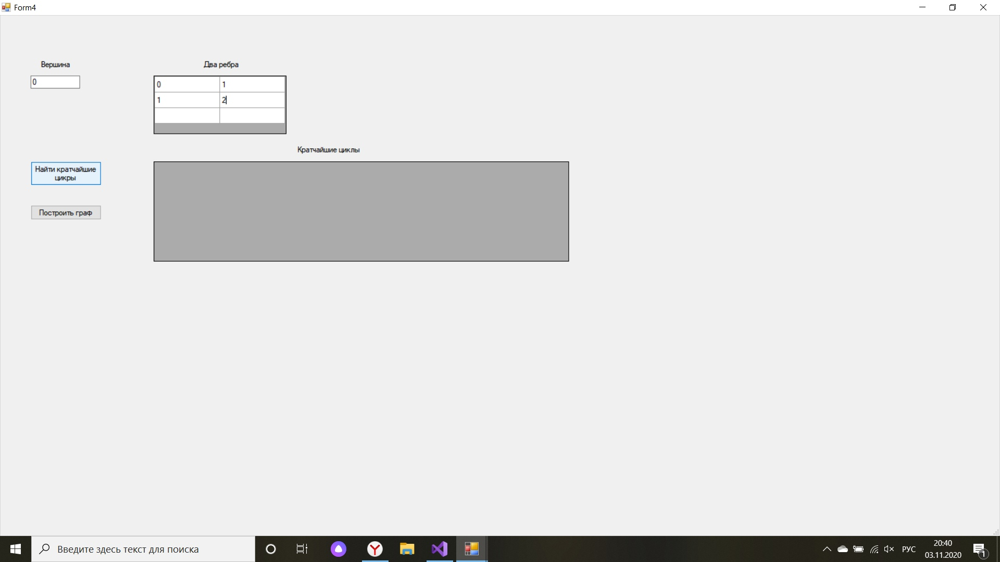 Form4
Вершина
Два ребра
0
0 1
1 2
Кратчайшие циклы
Найти кратчайшие
цикры
Построить граф
Введите здесь текст для поиска
РУС
20:40
03.11.2020
1